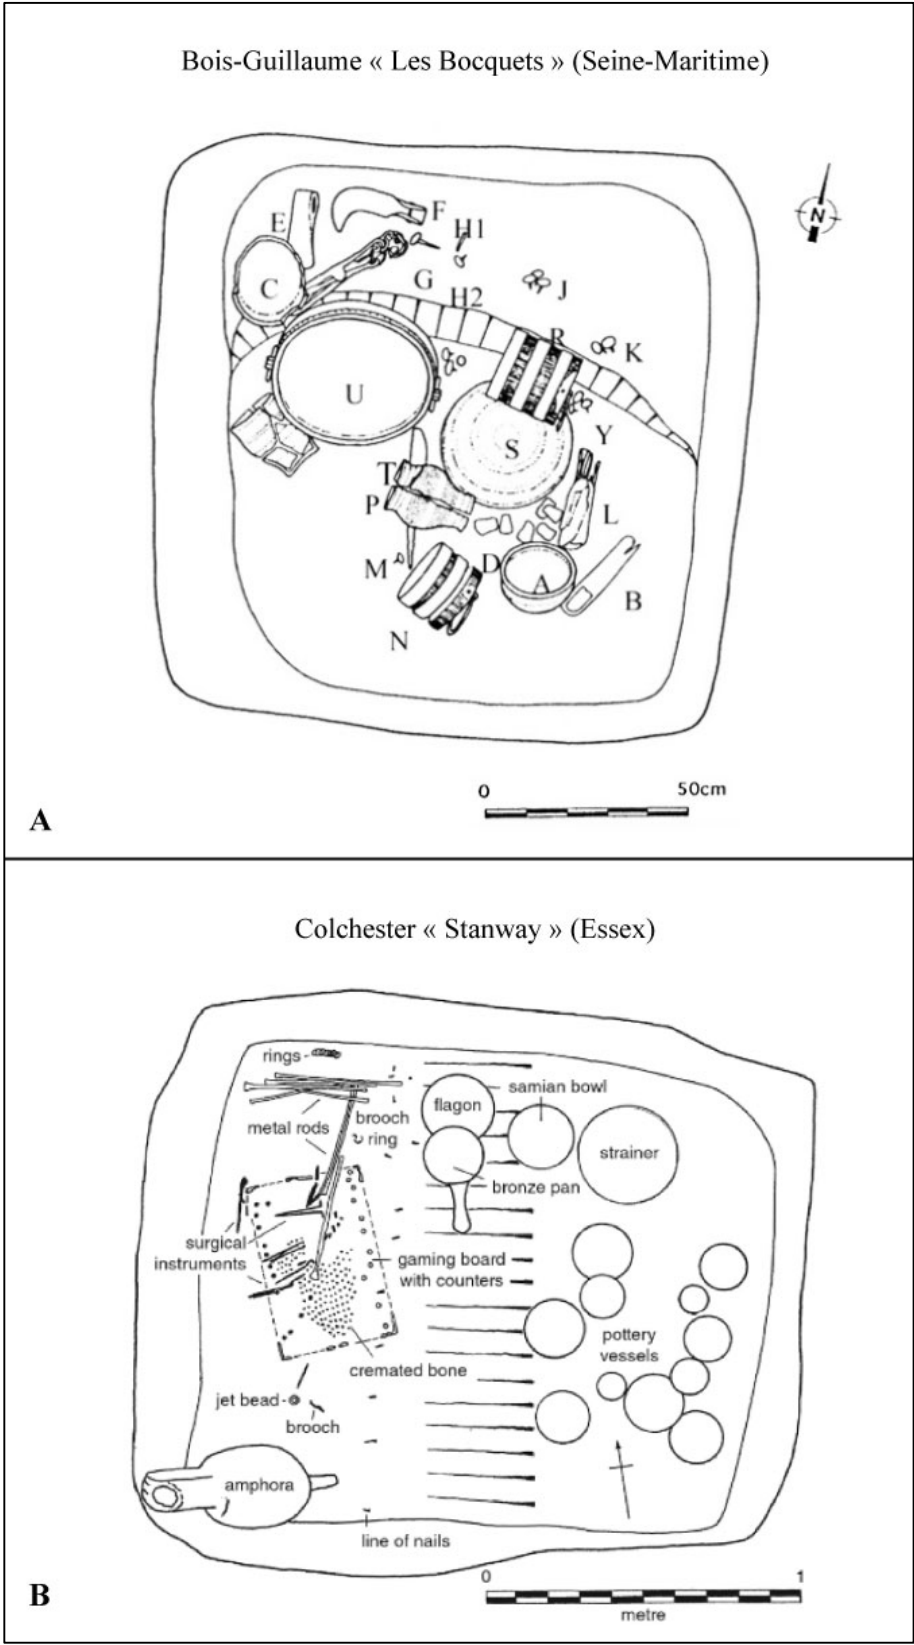 Bois-Guillaume « Les Bocquets » (Seine-Maritime)
N
E
F
H1
C
G
J
H2
R
K
U
S
Y
T
P
L
M
D
A
B
N
0
50cm
A
Colchester « Stanway » (Essex)
rings
samian bowl
flagon
metal rods
brooch
ring
strainer
bronze pan
surgical
instruments
gaming board
with counters
pottery
vessels
cremated bone
jet bead
brooch
amphora
line of nails
0
1
metre
B